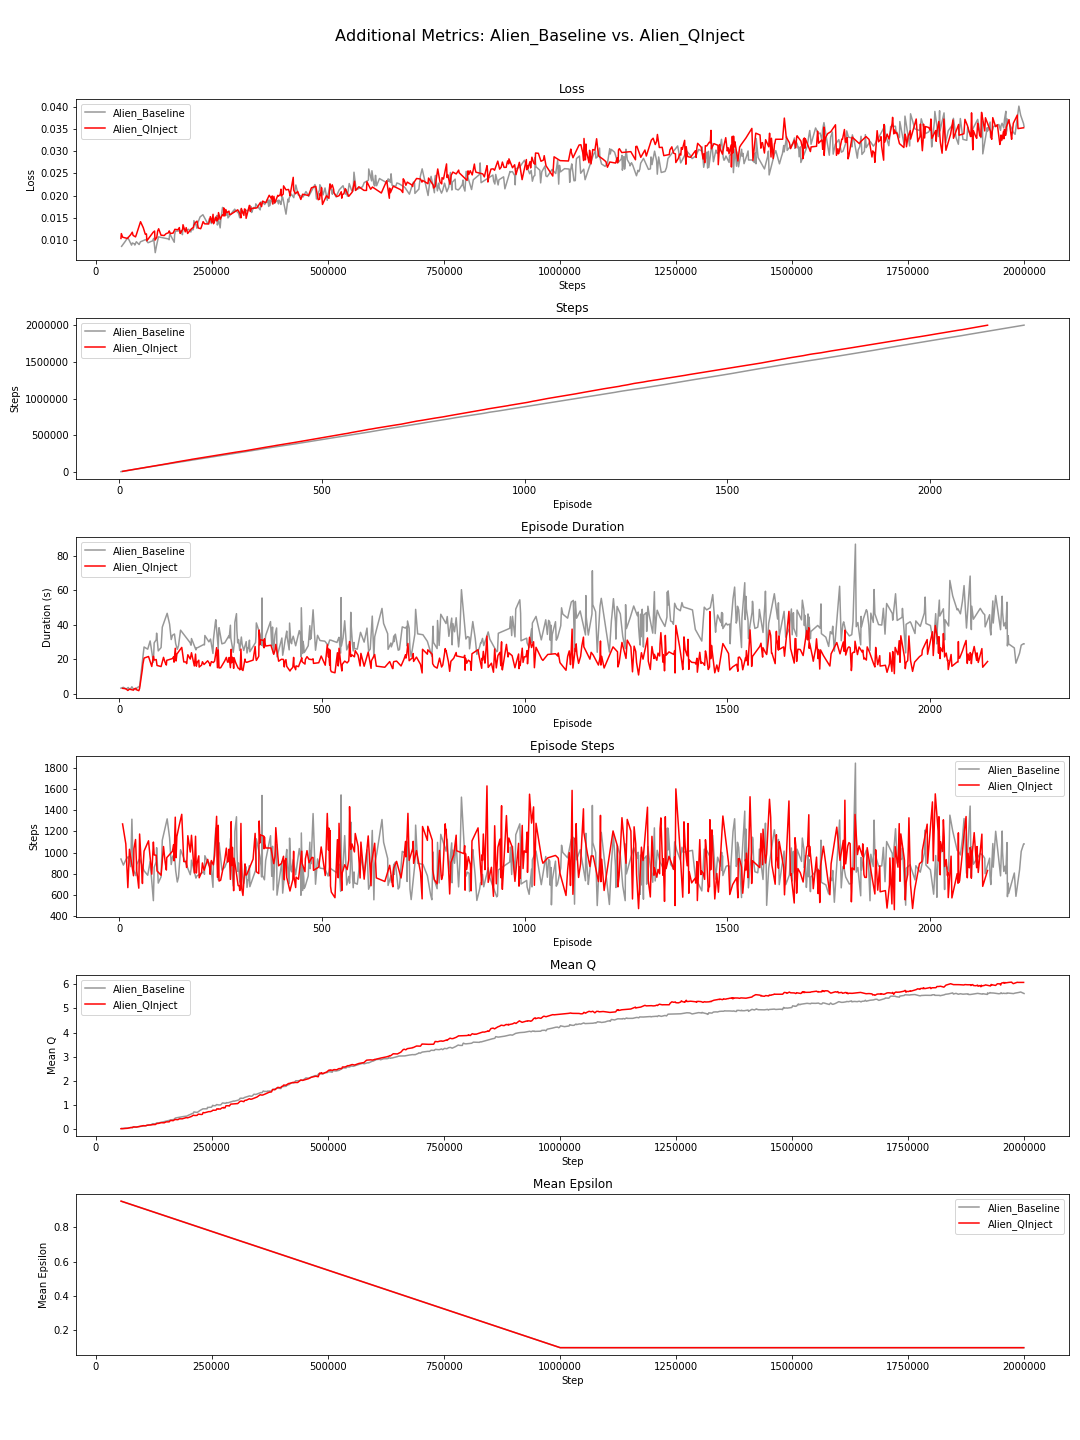 Additional Metrics: Alien_Baseline vs. Alien_QInject
Loss
Alien_Baseline
Alien_QInject
0.040
0.035
0.030
0.025
0.020
0.015
0.010
Loss
0 250000 500000 750000 1000000 1250000 1500000 1750000 2000000
Steps
Steps
Alien_Baseline
Alien_QInject
2000000
1500000
1000000
500000
0
Steps
0 500 1000 1500 2000
Episode
Episode Duration
Alien_Baseline
Alien_QInject
80
60
40
20
0
Duration (s)
0 500 1000 1500 2000
Episode
Episode Steps
Alien_Baseline
Alien_QInject
1800
1600
1400
1200
1000
800
600
400
Steps
0 500 1000 1500 2000
Episode
Mean Q
Alien_Baseline
Alien_QInject
6
5
4
3
2
1
0
Mean Q
0 250000 500000 750000 1000000 1250000 1500000 1750000 2000000
Step
Mean Epsilon
Alien_Baseline
Alien_QInject
0.8
0.6
0.4
0.2
Mean Epsilon
0 250000 500000 750000 1000000 1250000 1500000 1750000 2000000
Step